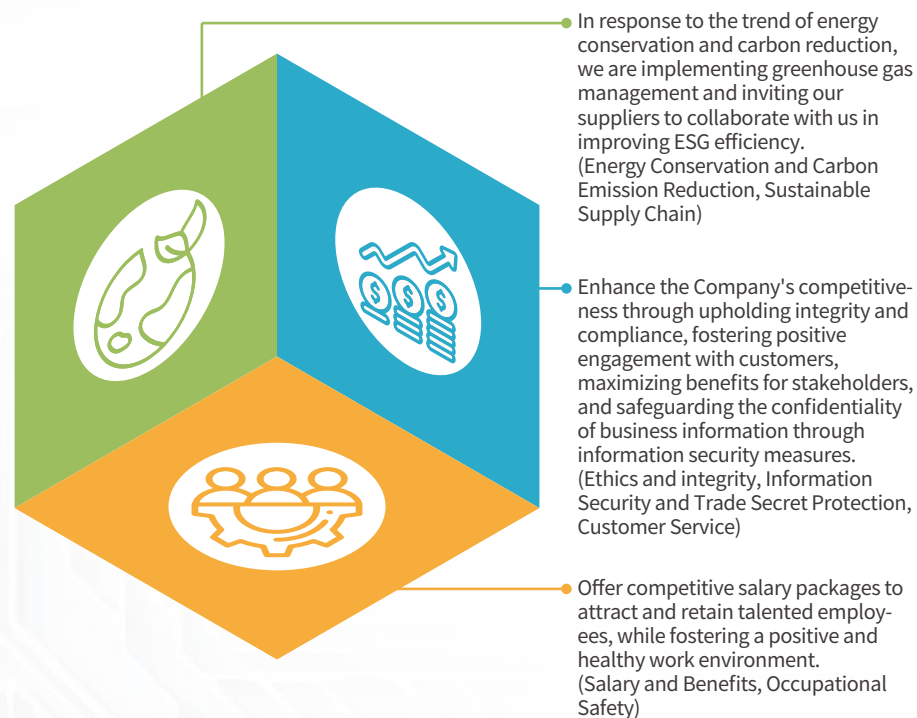 In response to the trend of energy
conservation and carbon reduction,
we are implementing greenhouse gas
management and inviting our
suppliers to collaborate with us in
improving ESG efficiency.
(Energy Conservation and Carbon
Emission Reduction, Sustainable
Supply Chain)
Enhance the Company's competitive-
ness through upholding integrity and
compliance, fostering positive
engagement with customers,
maximizing benefits for stakeholders,
and safeguarding the confidentiality
of business information through
information security measures.
(Ethics and integrity, Information
Security and Trade Secret Protection,
Customer Service)
Offer competitive salary packages to
attract and retain talented employ-
ees, while fostering a positive and
healthy work environment.
(Salary and Benefits, Occupational
Safety)